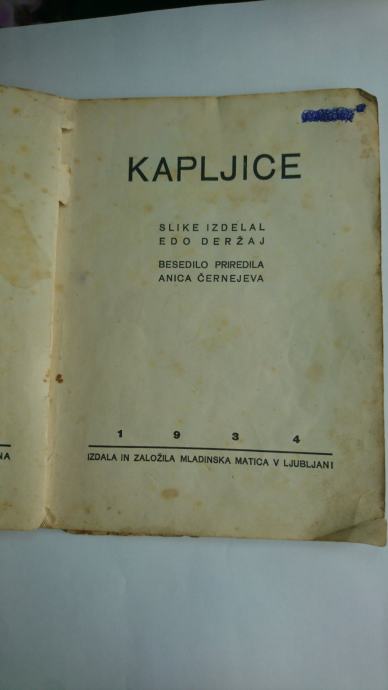 KAPLJICE
SLIKE IZDELAL
EDO DERŽAJ
BESEDILO PRIREDILA
ANICA ČERNEJEVA
1 9 3 4
IZDALA IN ZALOŽILA MLADINSKA MATICA V LJUBLJANI
NA